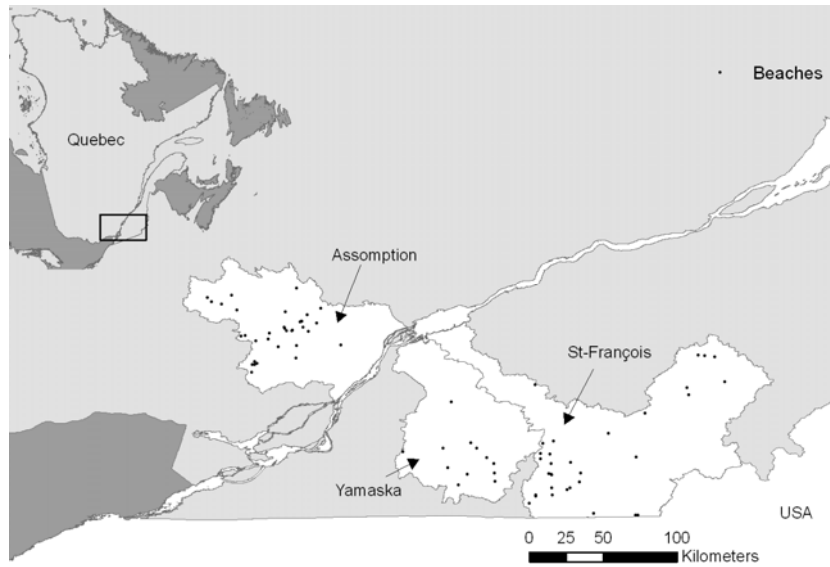 Beaches
Quebec
Assomption
St-François
Yamaska
USA
0 25 50 100
Kilometers